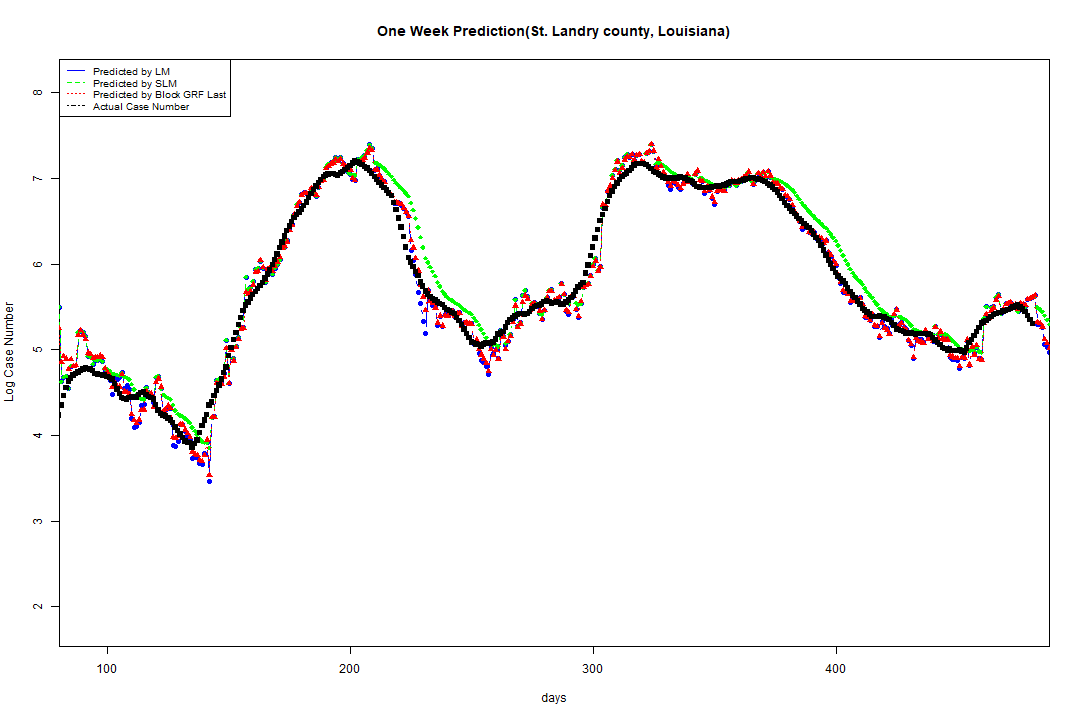 One Week Prediction(St. Landry county, Louisiana)
Predicted by LM
Predicted by SLM
Predicted by Block GRF Last
Actual Case Number
8
7
6
5
4
3
2
Log Case Number
100 200 300 400
days